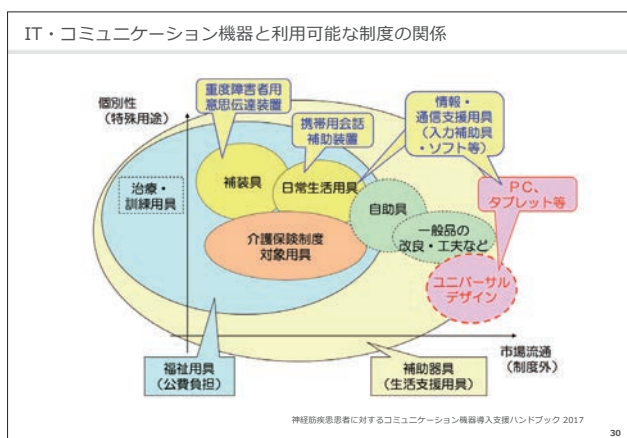 IT・コミュニケーション機器と利用可能な制度の関係
個別性
（特殊用途）
重度障害者用
意思伝達装置
携帯用会話
補助装置
情報・
通信支援用具
（入力補助具
・ソフト等）
治療・
訓練用具
補装具
日常生活用具
自助具
PC、
タブレット等
介護保険制度
対象用具
一般品の
改良・工夫など
ユニバーサル
デザイン
市場流通
（制度外）
福祉用具
（公費負担）
補助器具
（生活支援用具）
神経筋疾患患者に対するコミュニケーション機器導入支援ハンドブック 2017
30